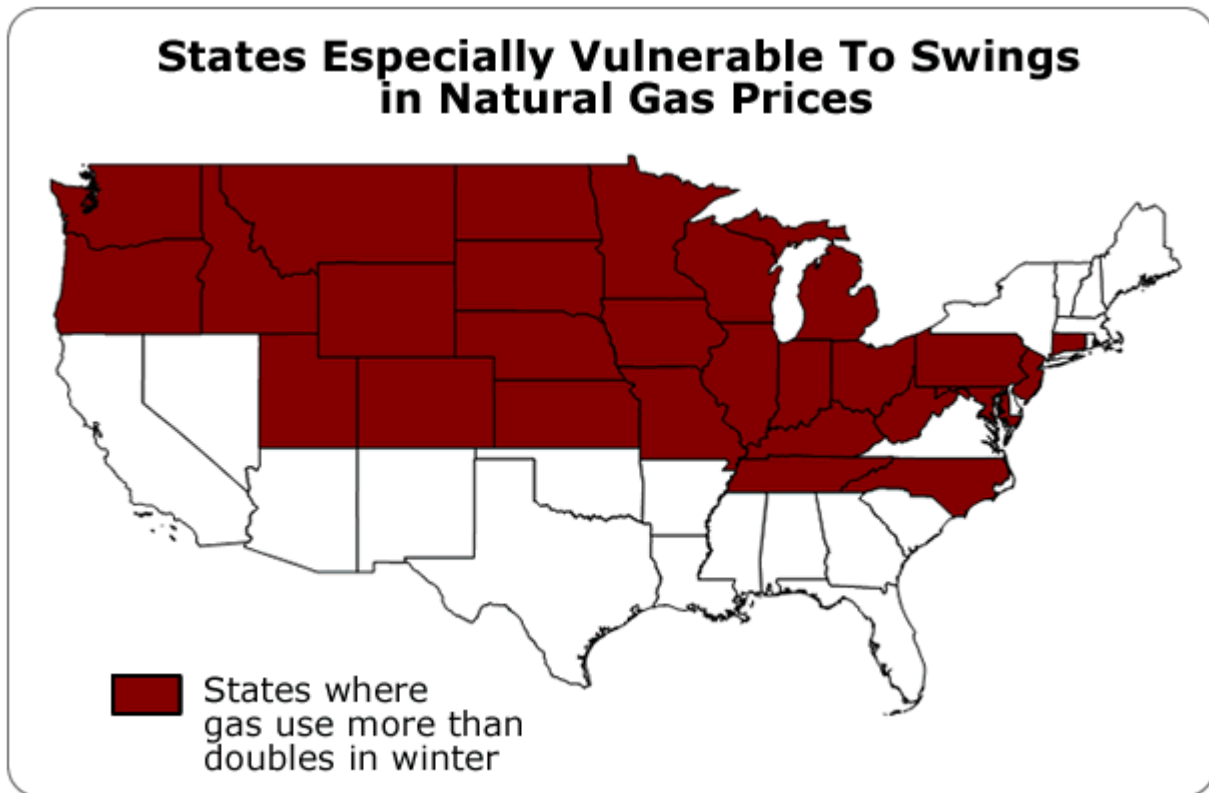 States Especially Vulnerable To Swings
in Natural Gas Prices
States where
gas use more than
doubles in winter